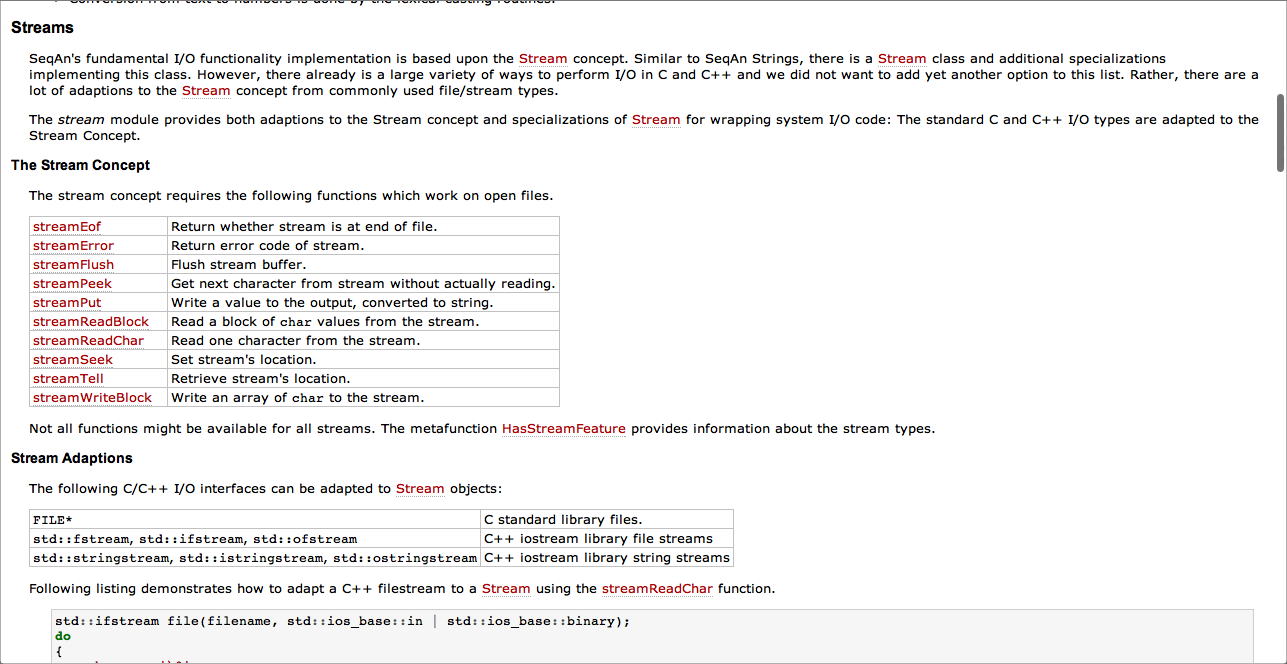 Conversion from text to numbers is done by the lexical casting routines.
Streams
SeqAn's fundamental I/O functionality implementation is based upon the Stream concept. Similar to SeqAn Strings, there is a Stream class and additional specializations
implementing this class. However, there already is a large variety of ways to perform I/O in C and C++ and we did not want to add yet another option to this list. Rather, there are a
lot of adaptions to the Stream concept from commonly used file/stream types.
The stream module provides both adaptions to the Stream concept and specializations of Stream for wrapping system I/O code: The standard C and C++ I/O types are adapted to the
Stream Concept.
The Stream Concept
The stream concept requires the following functions which work on open files.
streamEof Return whether stream is at end of file.
streamError Return error code of stream.
streamFlush Flush stream buffer.
streamPeek Get next character from stream without actually reading.
streamPut Write a value to the output, converted to string.
streamReadBlock Read a block of char values from the stream.
streamReadChar Read one character from the stream.
streamSeek Set stream's location.
streamTell Retrieve stream's location.
streamWriteBlock Write an array of char to the stream.
Not all functions might be available for all streams. The metafunction HasStreamFeature provides information about the stream types.
Stream Adaptions
The following C/C++ I/O interfaces can be adapted to Stream objects:
FILE* C standard library files.
std::fstream, std::ifstream, std::ofstream C++ iostream library file streams
std::stringstream, std::istringstream, std::ostringstream C++ iostream library string streams
Following listing demonstrates how to adapt a C++ filestream to a Stream using the streamReadChar function.
std::ifstream file(filename, std::ios_base::in | std::ios_base::binary);
do
{